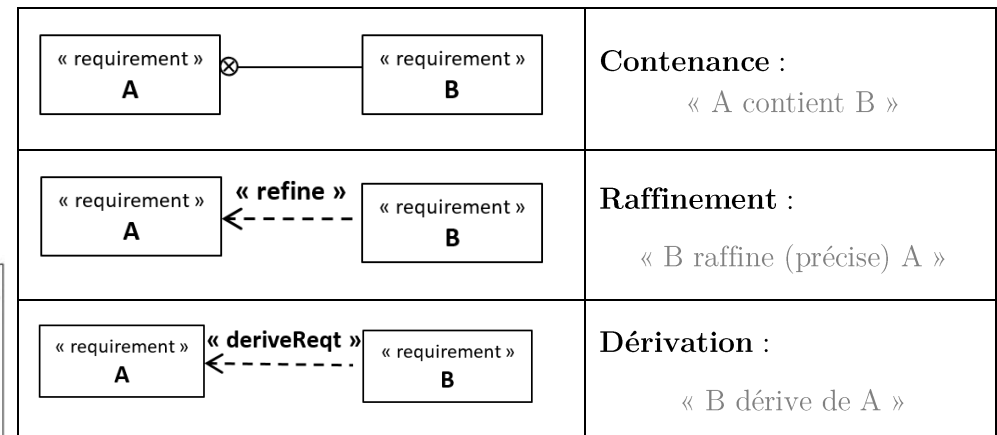 « requirement »
A
« requirement »
B
Contenance :
« A contient B »
« requirement »
A
« refine »
« requirement »
B
Raffinement :
« B raffine (précise) A »
« requirement »
A
« deriveReqt »
« requirement »
B
Dérivation :
« B dérive de A »